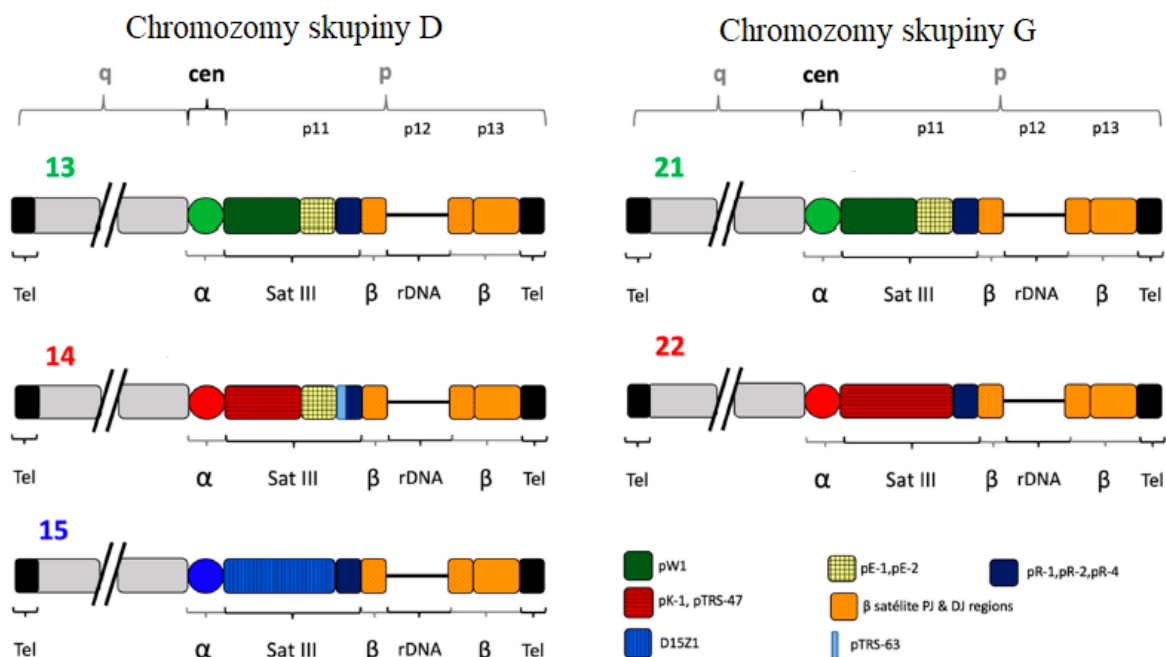 Chromozomy skupiny D
q cen p
p11 p12 p13
13
Tel α Sat III β rDNA β Tel
14
Tel α Sat III β rDNA β Tel
15
Tel α Sat III β rDNA β Tel
Chromozomy skupiny G
q cen p
p11 p12 p13
21
Tel α Sat III β rDNA β Tel
22
Tel α Sat III β rDNA β Tel
pW1
pK-1, pTRS-47
D15Z1
pE-1,pE-2
β satélite PJ & DJ regions
pTRS-63
pR-1,pR-2,pR-4